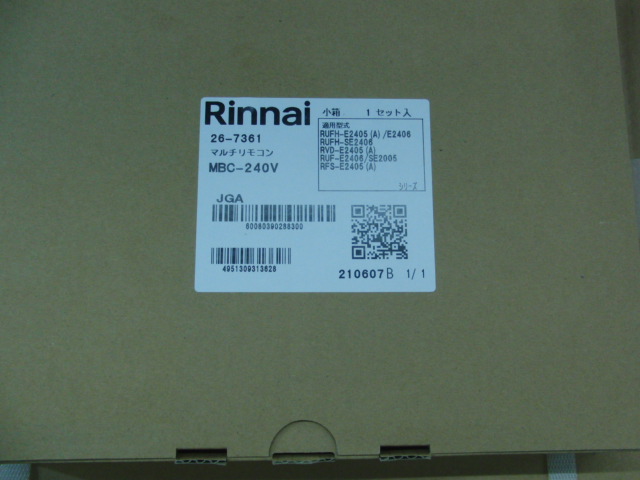 Rinnai
小箱 1 セット入
26-7361
マルチリモコン
MBC-240V
適用型式
RUFH-E2405(A)/E2406
RUFH-SE2406
RVD-E2405(A)
RUF-E2406/SE2005
RFS-E2405(A)
シリーズ
JGA
60080390288300
4951309313628
210607B 1/1